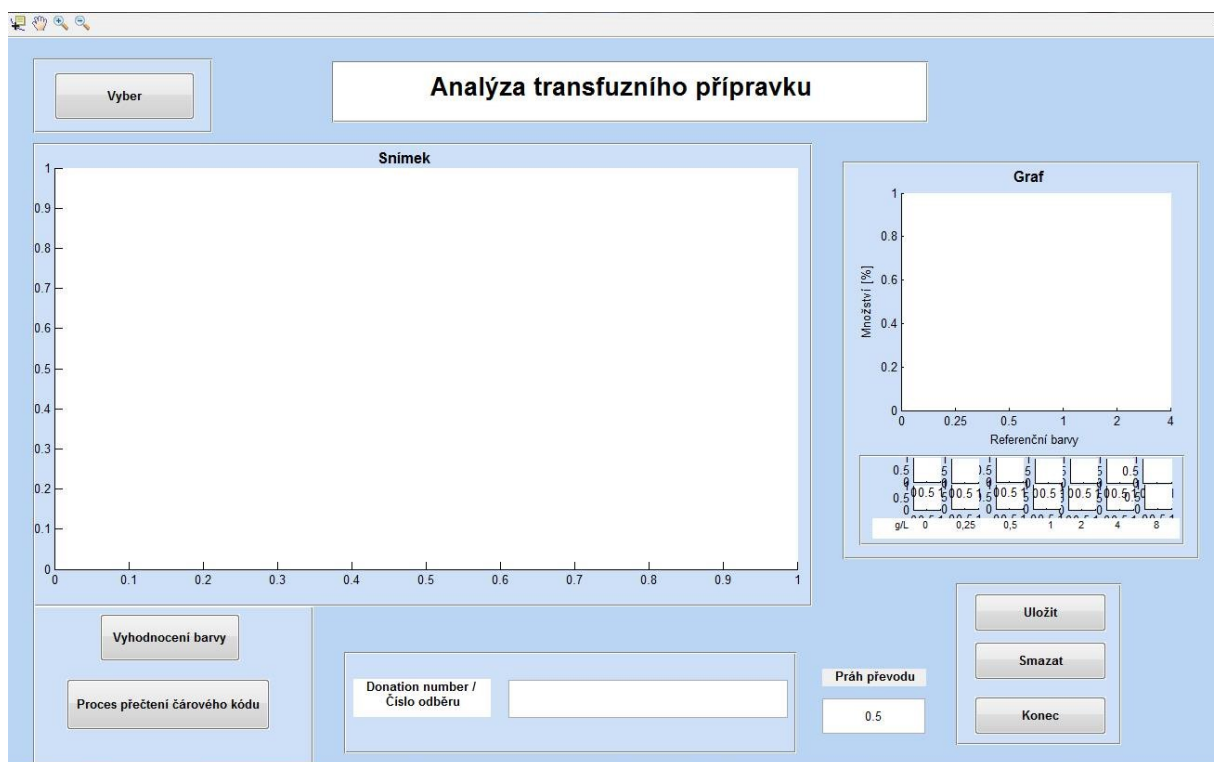 Vyber
Analýza transfuzního přípravku
Snímek
1
0.9
0.8
0.7
0.6
0.5
0.4
0.3
0.2
0.1
0
0 0.1 0.2 0.3 0.4 0.5 0.6 0.7 0.8 0.9 1
Graf
Množství [%]
1
0.8
0.6
0.4
0.2
0
0 0.25 0.5 1 2 4
Referenční barvy
g/L 0 0,25 0,5 1 2 4 8
Vyhodnocení barvy
Proces přečtení čárového kódu
Donation number /
Číslo odběru
Práh převodu
0.5
Uložit
Smazat
Konec